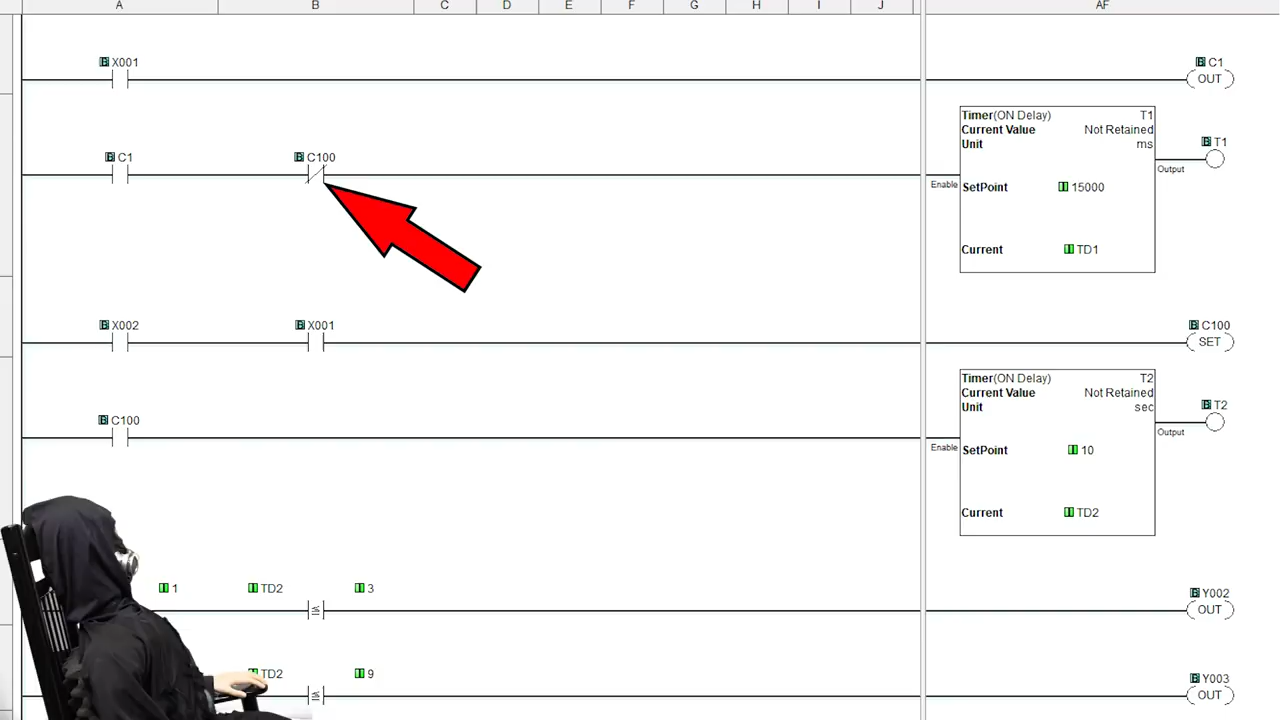 A B C D E F G H I J AF
X001 C1
OUT
C1 C100
Timer(ON Delay) T1
Current Value Not Retained
Unit ms
T1
Enable
Output
SetPoint 15000
Current TD1
X002 X001 C100
SET
C100
Timer(ON Delay) T2
Current Value Not Retained
Unit sec
T2
Enable
Output
SetPoint 10
Current TD2
1 TD2 3 Y002
OUT
TD2 9 Y003
OUT